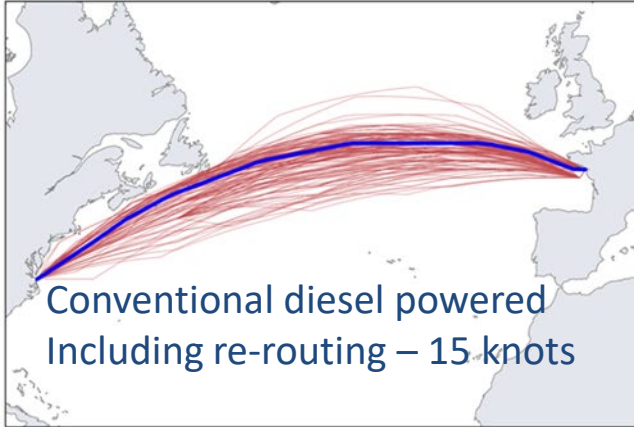 Conventional diesel powered
Including re-routing – 15 knots